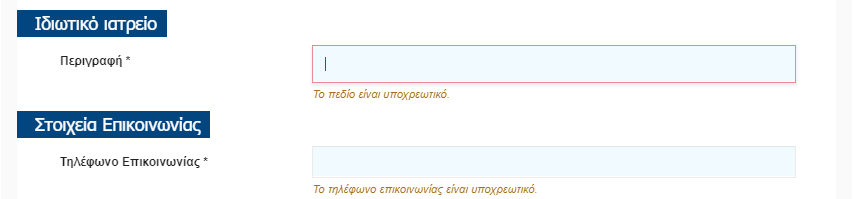 Ιδιωτικό ιατρείο
Περιγραφή *
Το πεδίο είναι υποχρεωτικό.
Στοιχεία Επικοινωνίας
Τηλέφωνο Επικοινωνίας *
Το τηλέφωνο επικοινωνίας είναι υποχρεωτικό.